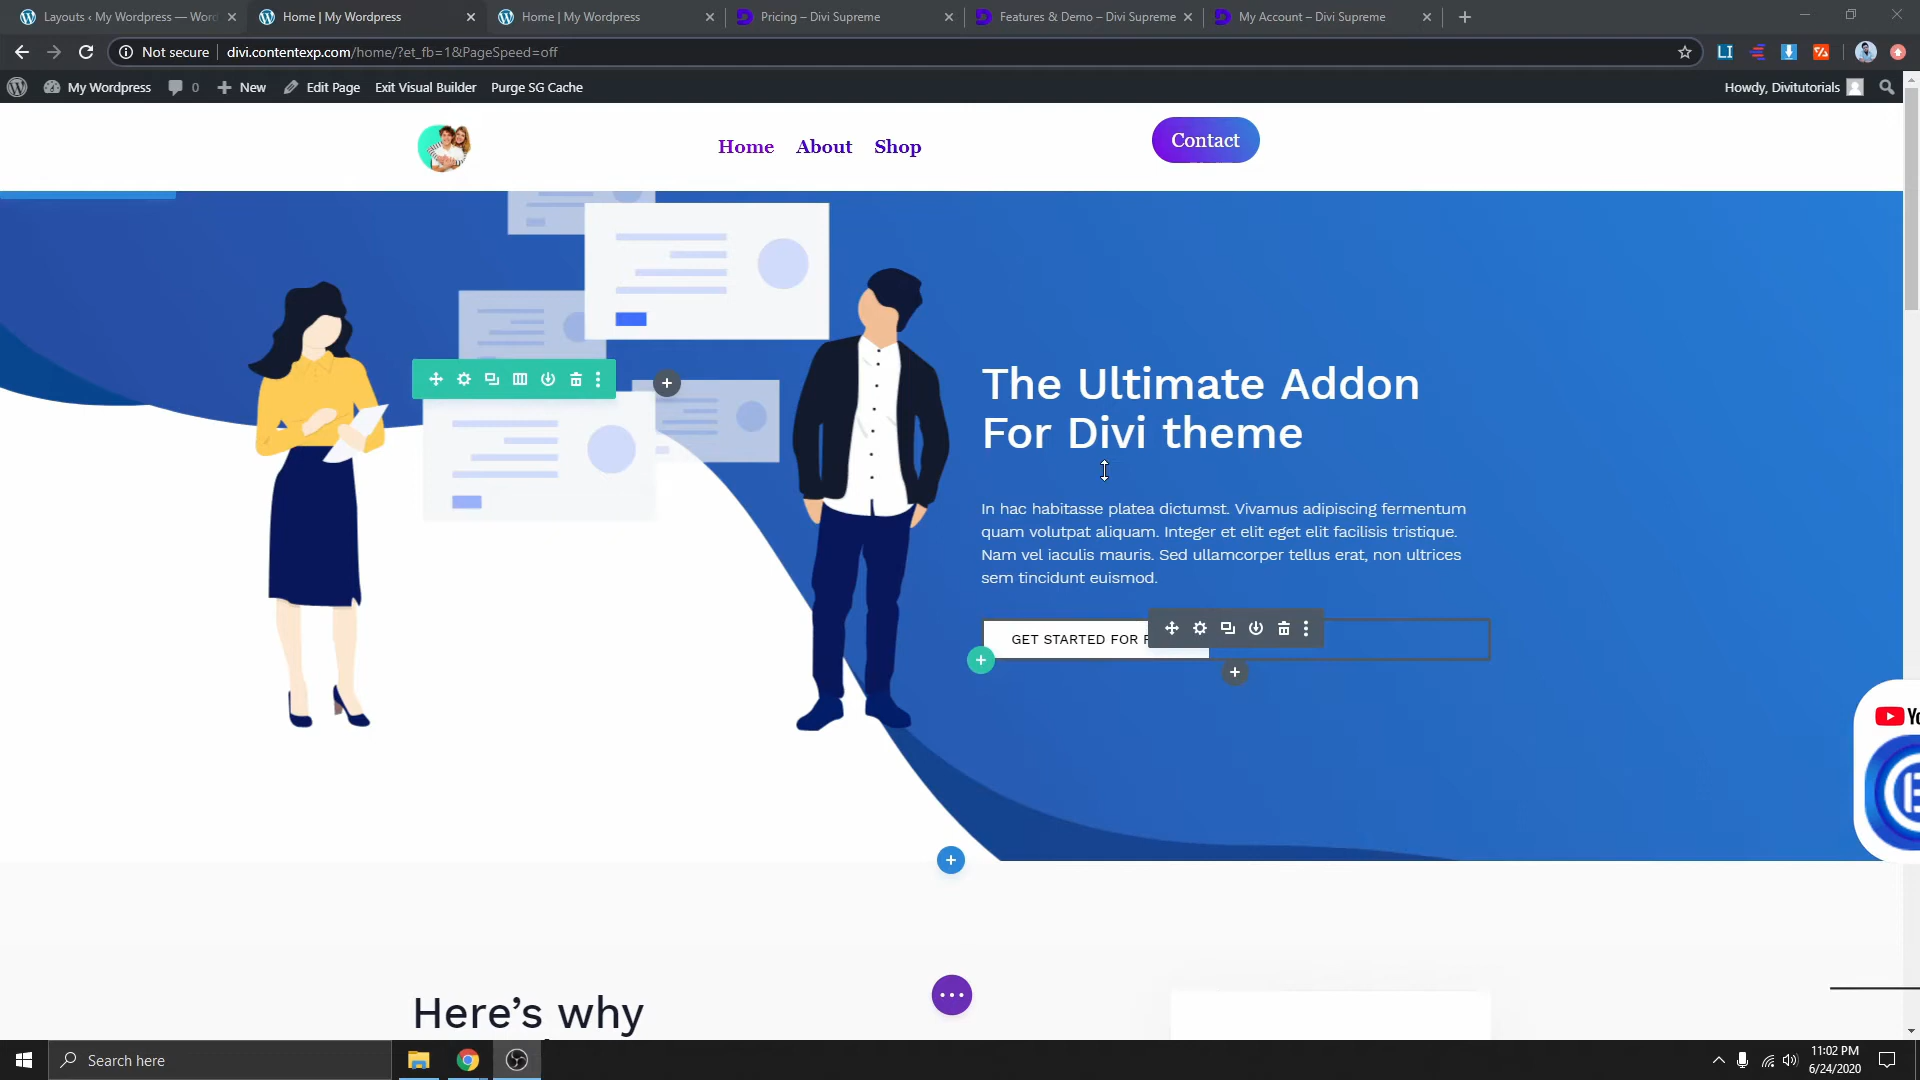 Layouts ‹ My Wordpress — Word
Home | My Wordpress
Home | My Wordpress
Pricing – Divi Supreme
Features & Demo – Divi Supreme
My Account – Divi Supreme
Not secure
divi.contentexp.com/home/?et_fb=1&PageSpeed=off
LI
My Wordpress
0
New
Edit Page
Exit Visual Builder
Purge SG Cache
Howdy, Divitutorials
Home
About
Shop
Contact
The Ultimate Addon
For Divi theme
In hac habitasse platea dictumst. Vivamus adipiscing fermentum
quam volutpat aliquam. Integer et elit eget elit facilisis tristique.
Nam vel iaculis mauris. Sed ullamcorper tellus erat, non ultrices
sem tincidunt euismod.
GET STARTED FOR
Here’s why
Search here
11:02 PM
6/24/2020